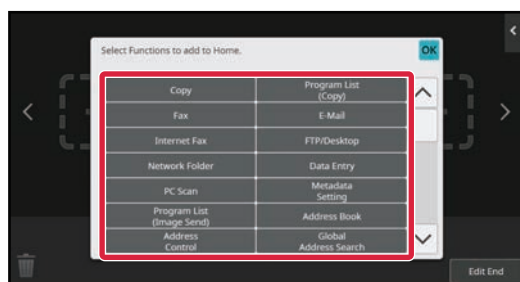 Select Functions to add to Home.
OK
Copy
Program List
(Copy)
Fax
E-Mail
Internet Fax
FTP/Desktop
Network Folder
Data Entry
PC Scan
Metadata
Setting
Program List
(Image Send)
Address Book
Address
Control
Global
Address Search
Edit End